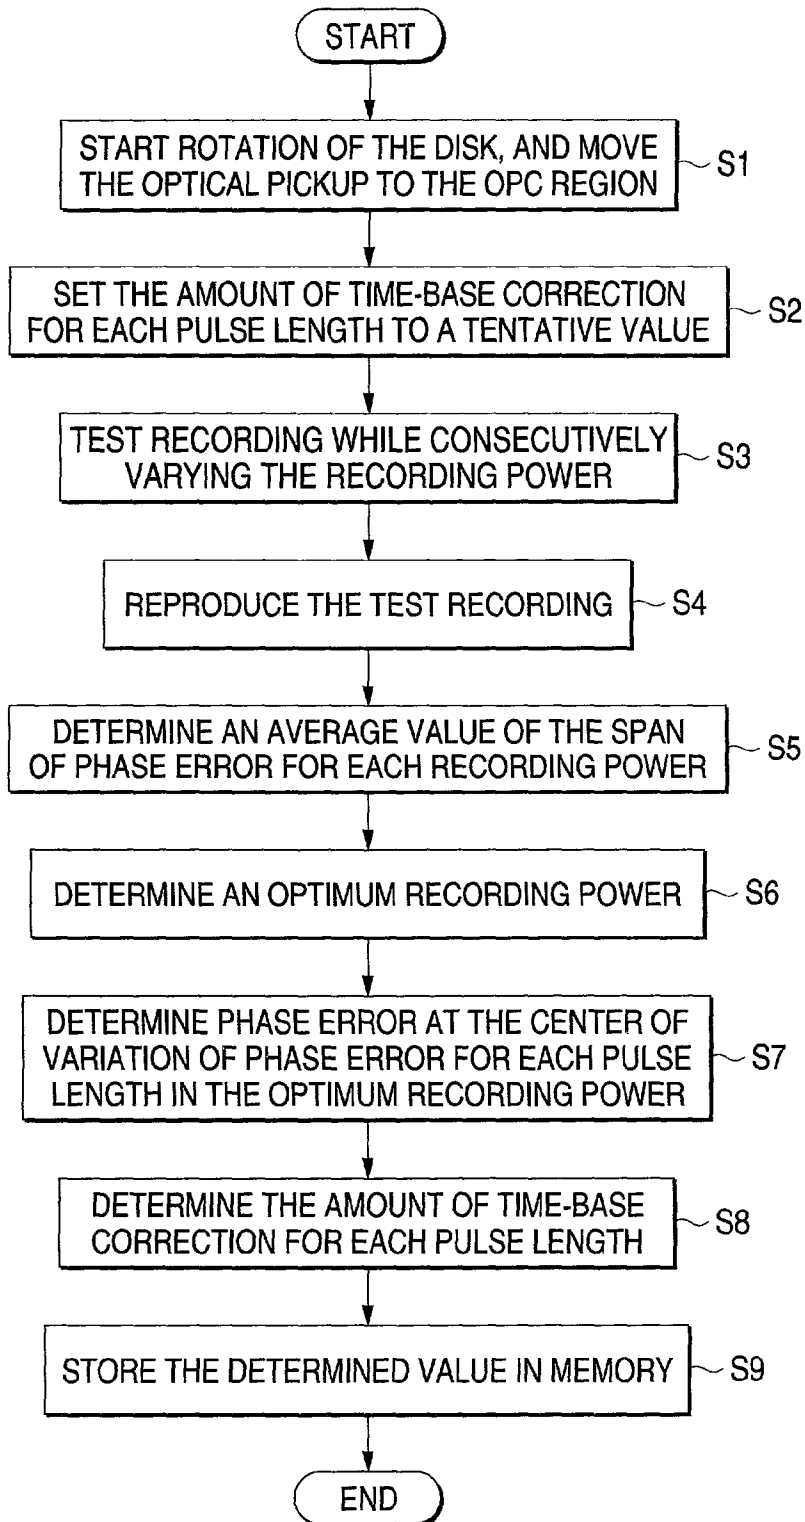 START
START ROTATION OF THE DISK, AND MOVE
THE OPTICAL PICKUP TO THE OPC REGION
S1
SET THE AMOUNT OF TIME-BASE CORRECTION
FOR EACH PULSE LENGTH TO A TENTATIVE VALUE
S2
TEST RECORDING WHILE CONSECUTIVELY
VARYING THE RECORDING POWER
S3
REPRODUCE THE TEST RECORDING
S4
DETERMINE AN AVERAGE VALUE OF THE SPAN
OF PHASE ERROR FOR EACH RECORDING POWER
S5
DETERMINE AN OPTIMUM RECORDING POWER
S6
DETERMINE PHASE ERROR AT THE CENTER OF
VARIATION OF PHASE ERROR FOR EACH PULSE
LENGTH IN THE OPTIMUM RECORDING POWER
S7
DETERMINE THE AMOUNT OF TIME-BASE
CORRECTION FOR EACH PULSE LENGTH
S8
STORE THE DETERMINED VALUE IN MEMORY
S9
END